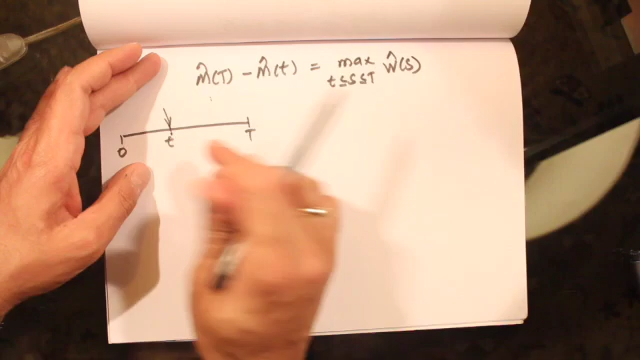 m̂(T) - m̂(t) = max ŵ(s)
t≤s≤T
0 t T